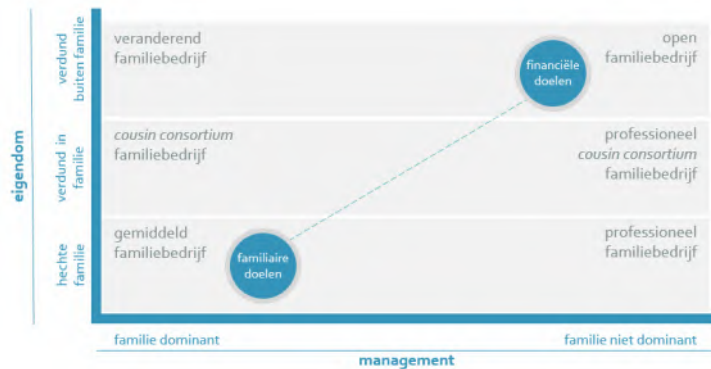 eigendom
verdund
buiten familie
veranderend
familiebedrijf
financiële
doelen
open
familiebedrijf
verdund in
familie
cousin consortium
familiebedrijf
professioneel
cousin consortium
familiebedrijf
hechte
familie
gemiddeld
familiebedrijf
familiaire
doelen
professioneel
familiebedrijf
familie dominant
familie niet dominant
management